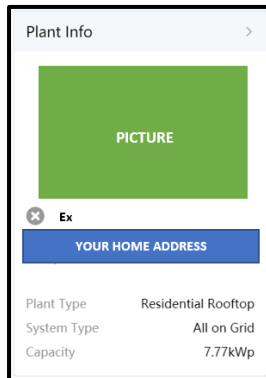 Plant Info
PICTURE
Ex
YOUR HOME ADDRESS
Plant Type Residential Rooftop
System Type All on Grid
Capacity 7.77kWp